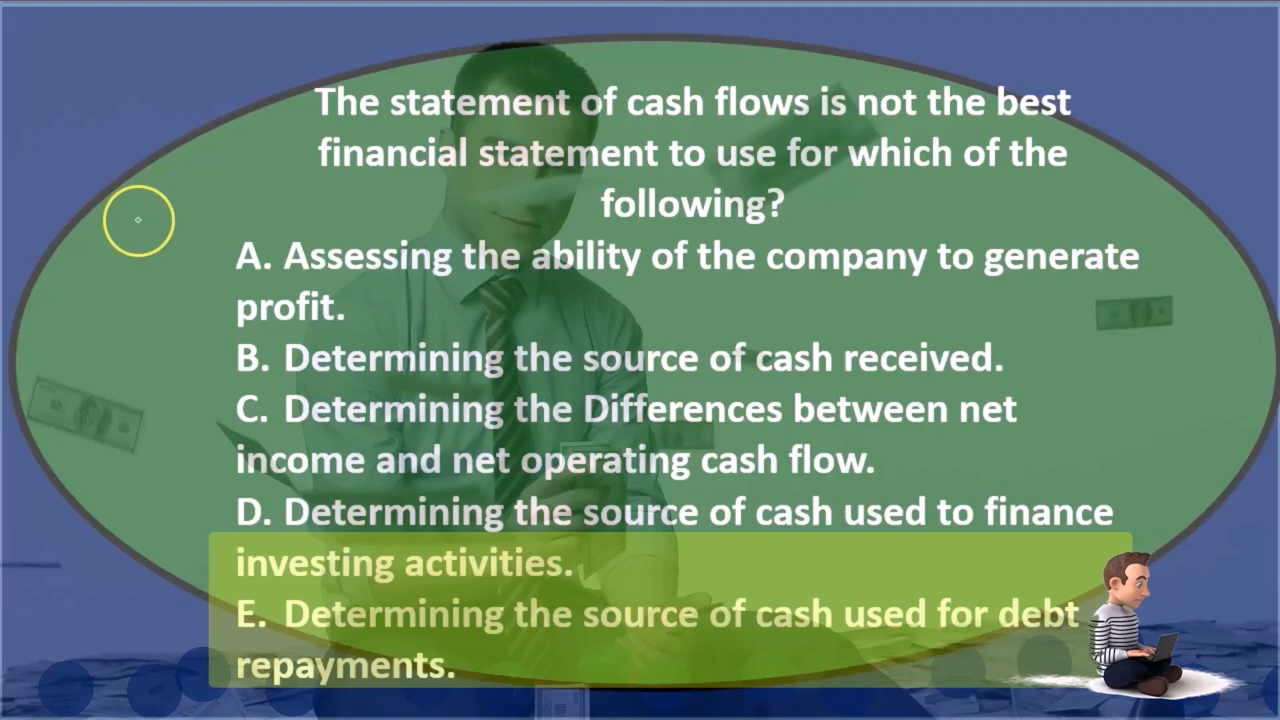 The statement of cash flows is not the best
financial statement to use for which of the
following?
A. Assessing the ability of the company to generate
profit.
B. Determining the source of cash received.
C. Determining the Differences between net
income and net operating cash flow.
D. Determining the source of cash used to finance
investing activities.
E. Determining the source of cash used for debt
repayments.